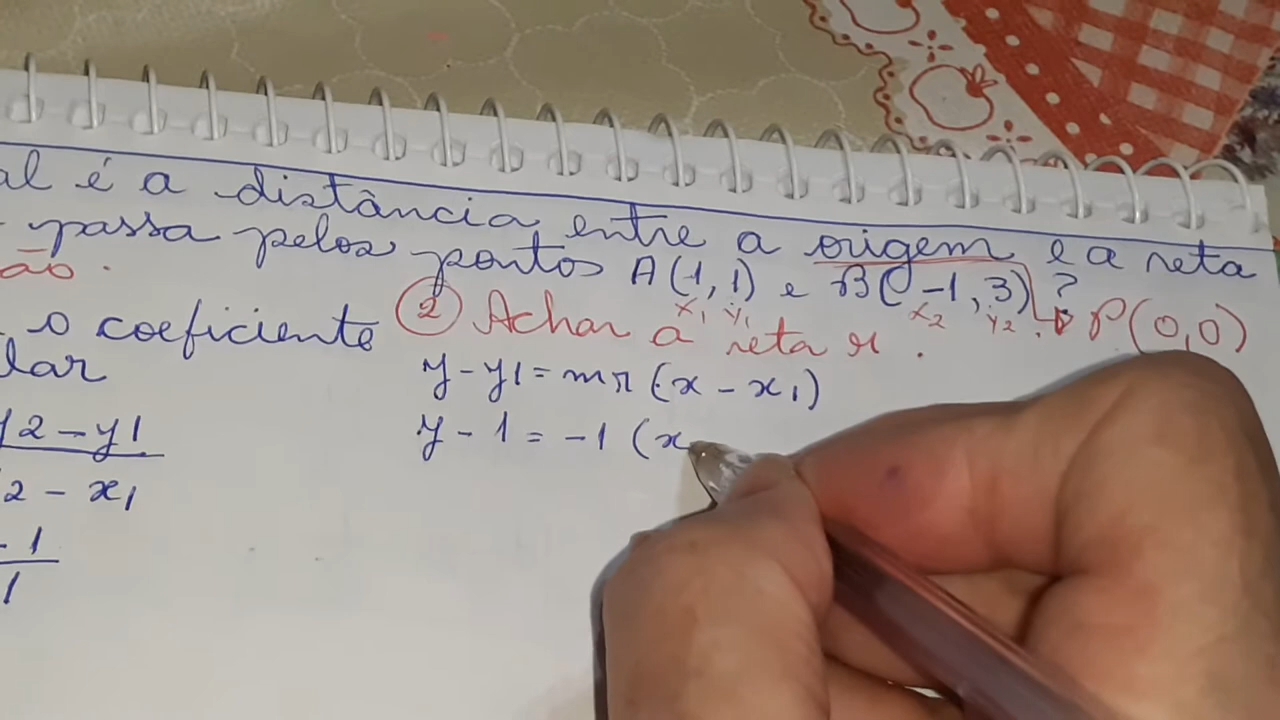 al é a distância entre a origem e a reta
passa pelos pontos A(1,1) e B(-1,3)?
x₁ y₁ x₂ y₂ P(0,0)
ão.
o coeficiente
lar
y2-y1
2-x₁
-1
1
② Achar a reta r.
y-y1=mr(x-x₁)
y-1=-1(x